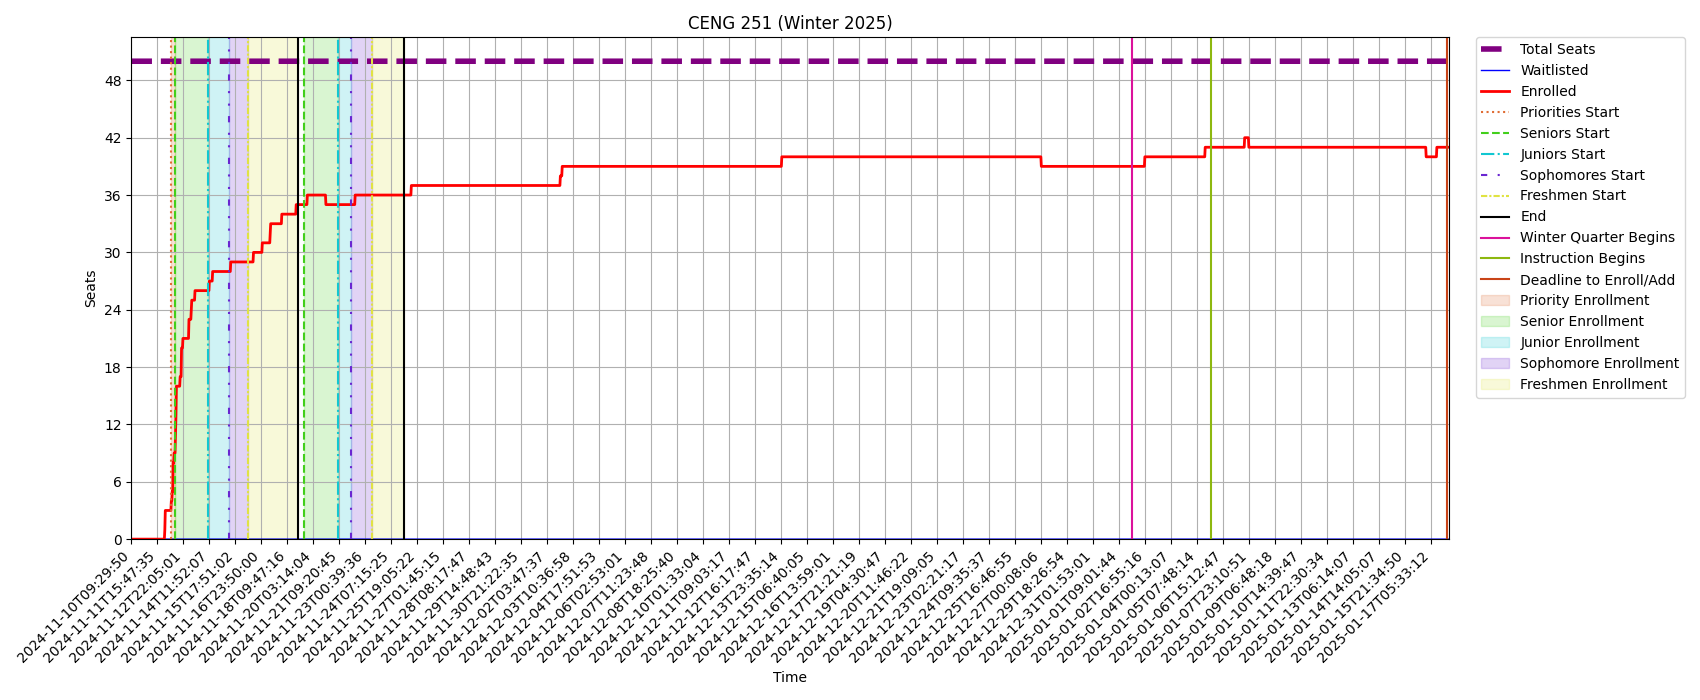 CENG 251 (Winter 2025)
Total Seats
Waitlisted
Enrolled
Priorities Start
Seniors Start
Juniors Start
Sophomores Start
Freshmen Start
End
Winter Quarter Begins
Instruction Begins
Deadline to Enroll/Add
Priority Enrollment
Senior Enrollment
Junior Enrollment
Sophomore Enrollment
Freshmen Enrollment
Seats
48
42
36
30
24
18
12
6
0
2024-11-10T09:29:50
2024-11-11T15:47:35
2024-11-12T22:05:01
2024-11-14T11:52:07
2024-11-15T17:51:02
2024-11-16T23:50:00
2024-11-18T09:47:16
2024-11-20T03:14:04
2024-11-21T09:20:45
2024-11-23T00:39:36
2024-11-24T07:15:25
2024-11-25T19:05:22
2024-11-27T01:45:15
2024-11-28T08:17:47
2024-11-29T14:48:43
2024-11-30T21:22:35
2024-12-02T03:47:37
2024-12-03T10:36:58
2024-12-04T17:51:53
2024-12-06T02:53:01
2024-12-07T11:23:48
2024-12-08T18:25:40
2024-12-10T01:33:04
2024-12-11T09:03:17
2024-12-12T16:17:47
2024-12-13T23:35:14
2024-12-15T06:40:05
2024-12-16T13:59:01
2024-12-17T21:21:19
2024-12-19T04:30:47
2024-12-20T11:46:22
2024-12-21T19:09:05
2024-12-23T02:21:17
2024-12-24T09:35:37
2024-12-25T16:46:55
2024-12-27T00:08:06
2024-12-29T18:26:54
2024-12-31T01:53:01
2025-01-01T09:01:44
2025-01-02T16:55:16
2025-01-04T00:13:07
2025-01-05T07:48:14
2025-01-06T15:12:47
2025-01-07T23:10:51
2025-01-09T06:48:18
2025-01-10T14:39:47
2025-01-11T22:30:34
2025-01-13T06:14:07
2025-01-14T14:05:07
2025-01-15T21:34:50
2025-01-17T05:33:12
Time